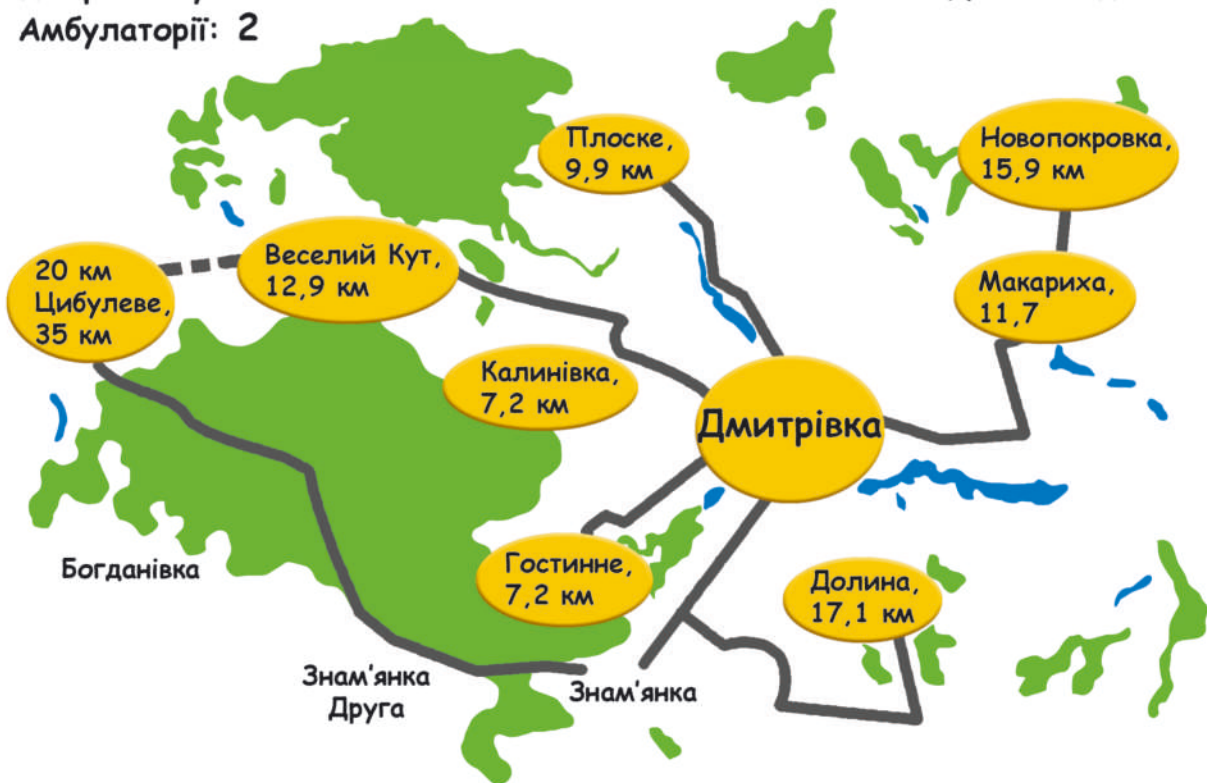 Амбулаторії: 2
Плоске,
9,9 км
Новопокровка,
15,9 км
Веселий Кут,
12,9 км
20 км
Цибулеве,
35 км
Макариха,
11,7
Калинівка,
7,2 км
Дмитрівка
Гостинне,
7,2 км
Долина,
17,1 км
Богданівка
Знам'янка
Друга
Знам'янка